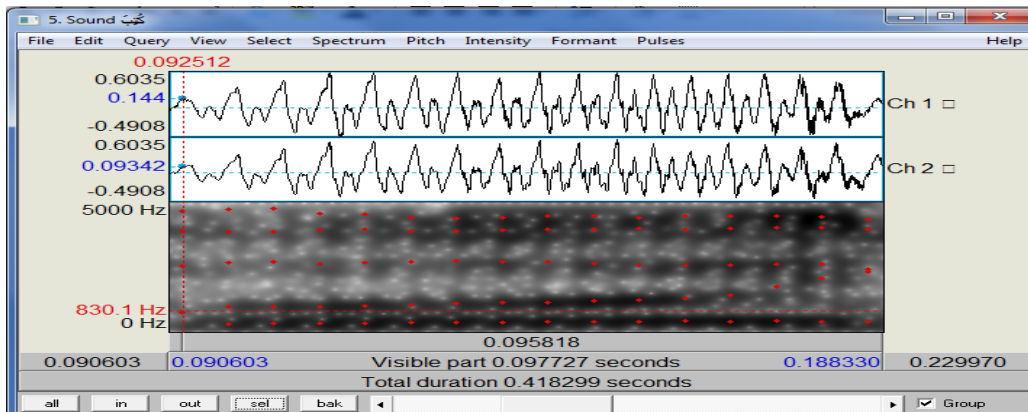 5. Sound كُتِبَ
File Edit Query View Select Spectrum Pitch Intensity Formant Pulses Help
0.092512
0.6035
0.144
-0.4908
Ch 1
0.6035
0.09342
-0.4908
Ch 2
5000 Hz
830.1 Hz
0 Hz
0.095818
0.090603 0.090603 Visible part 0.097727 seconds 0.188330 0.229970
Total duration 0.418299 seconds
all in out sel bak Group